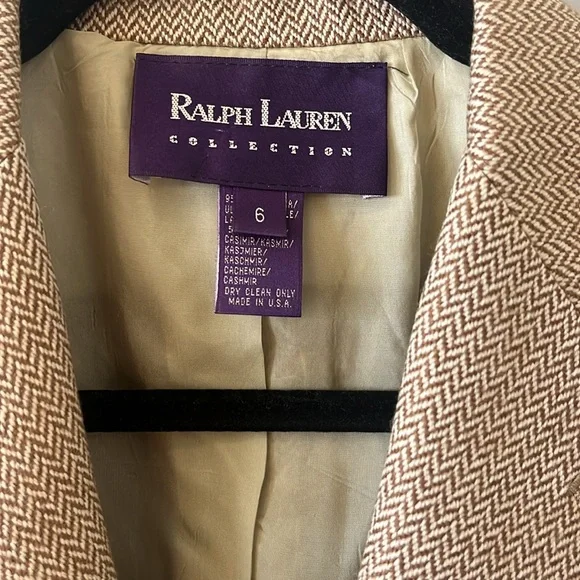 RALPH LAUREN
COLLECTION
6
CASIMIR/KASMIR/
KASJMIER/
KASCHMIR/
CACHEMIRE/
CASHMIR
DRY CLEAN ONLY
MADE IN U.S.A.